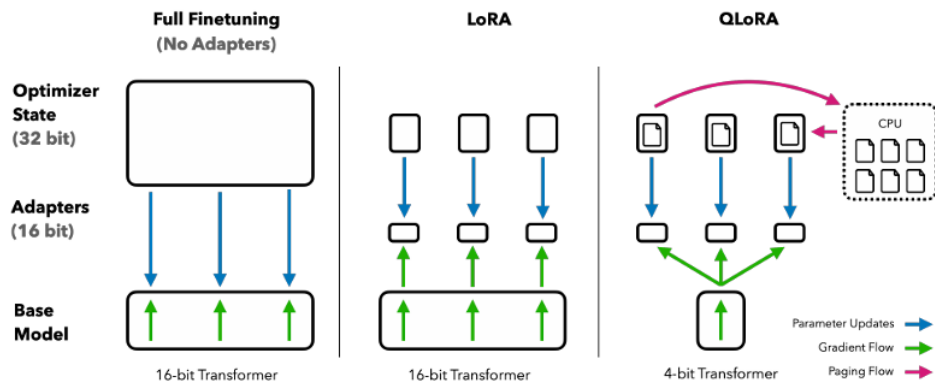 Full Finetuning
(No Adapters)
LoRA
QLoRA
Optimizer
State
(32 bit)
CPU
Adapters
(16 bit)
Base
Model
Parameter Updates
Gradient Flow
Paging Flow
16-bit Transformer
16-bit Transformer
4-bit Transformer